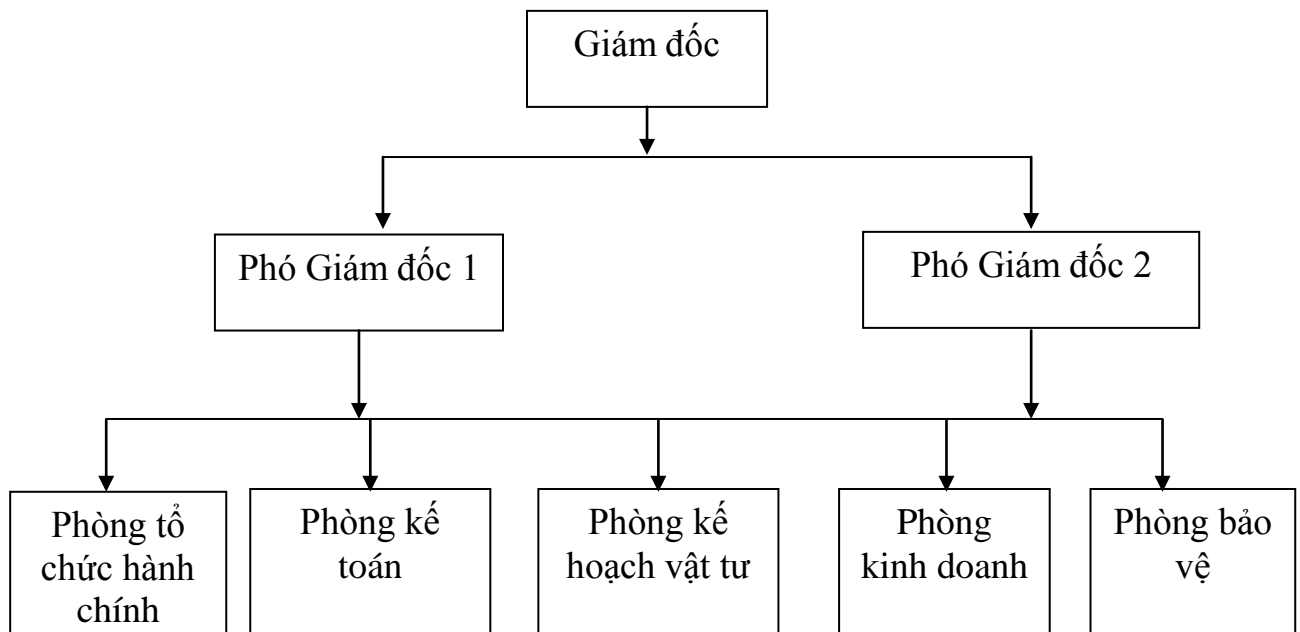 Giám đốc
Phó Giám đốc 1
Phó Giám đốc 2
Phòng tổ
chức hành
chính
Phòng kế
toán
Phòng kế
hoạch vật tư
Phòng
kinh doanh
Phòng bảo
vệ